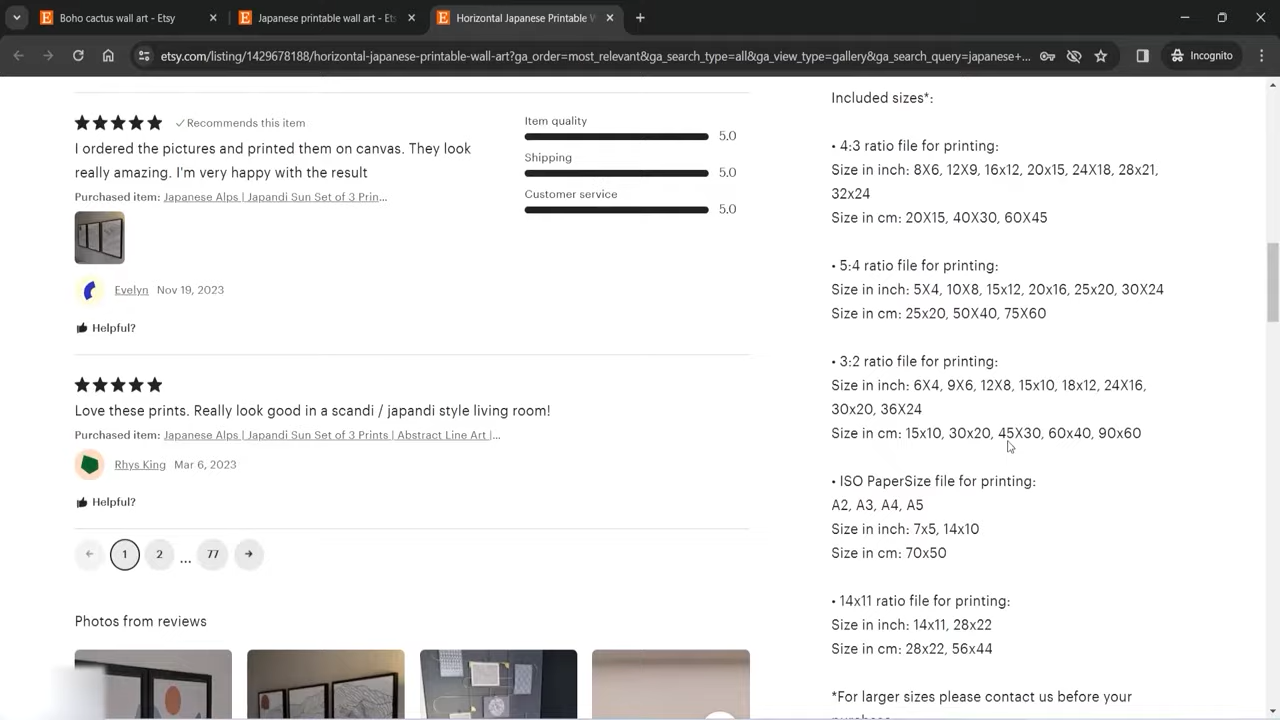 Boho cactus wall art - Etsy
Japanese printable wall art - Ets
Horizontal Japanese Printable W
etsy.com/listing/1429678188/horizontal-japanese-printable-wall-art?ga_order=most_relevant&ga_search_type=all&ga_view_type=gallery&ga_search_query=japanese+...
Incognito
Recommends this item
I ordered the pictures and printed them on canvas. They look
really amazing. I'm very happy with the result
Purchased item: Japanese Alps | Japandi Sun Set of 3 Prin...
Evelyn Nov 19, 2023
Helpful?
Item quality 5.0
Shipping 5.0
Customer service 5.0
Love these prints. Really look good in a scandi / japandi style living room!
Purchased item: Japanese Alps | Japandi Sun Set of 3 Prints | Abstract Line Art |...
Rhys King Mar 6, 2023
Helpful?
1 2 ... 77
Photos from reviews
Included sizes*:
• 4:3 ratio file for printing:
Size in inch: 8X6, 12X9, 16x12, 20x15, 24X18, 28x21,
32x24
Size in cm: 20X15, 40X30, 60X45
• 5:4 ratio file for printing:
Size in inch: 5X4, 10X8, 15x12, 20x16, 25x20, 30X24
Size in cm: 25x20, 50X40, 75X60
• 3:2 ratio file for printing:
Size in inch: 6X4, 9X6, 12X8, 15x10, 18x12, 24X16,
30x20, 36X24
Size in cm: 15x10, 30x20, 45X30, 60x40, 90x60
• ISO PaperSize file for printing:
A2, A3, A4, A5
Size in inch: 7x5, 14x10
Size in cm: 70x50
• 14x11 ratio file for printing:
Size in inch: 14x11, 28x22
Size in cm: 28x22, 56x44
*For larger sizes please contact us before your